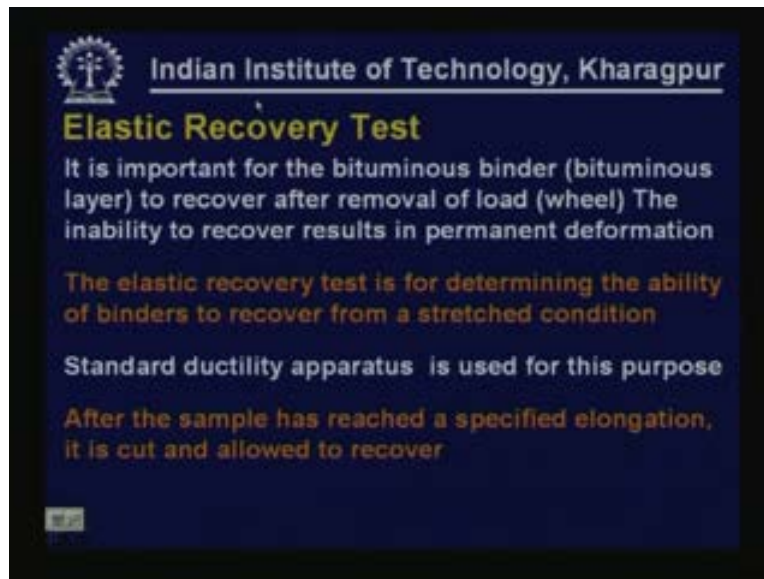 Indian Institute of Technology, Kharagpur
Elastic Recovery Test
It is important for the bituminous binder (bituminous
layer) to recover after removal of load (wheel) The
inability to recover results in permanent deformation
The elastic recovery test is for determining the ability
of binders to recover from a stretched condition
Standard ductility apparatus is used for this purpose
After the sample has reached a specified elongation,
it is cut and allowed to recover